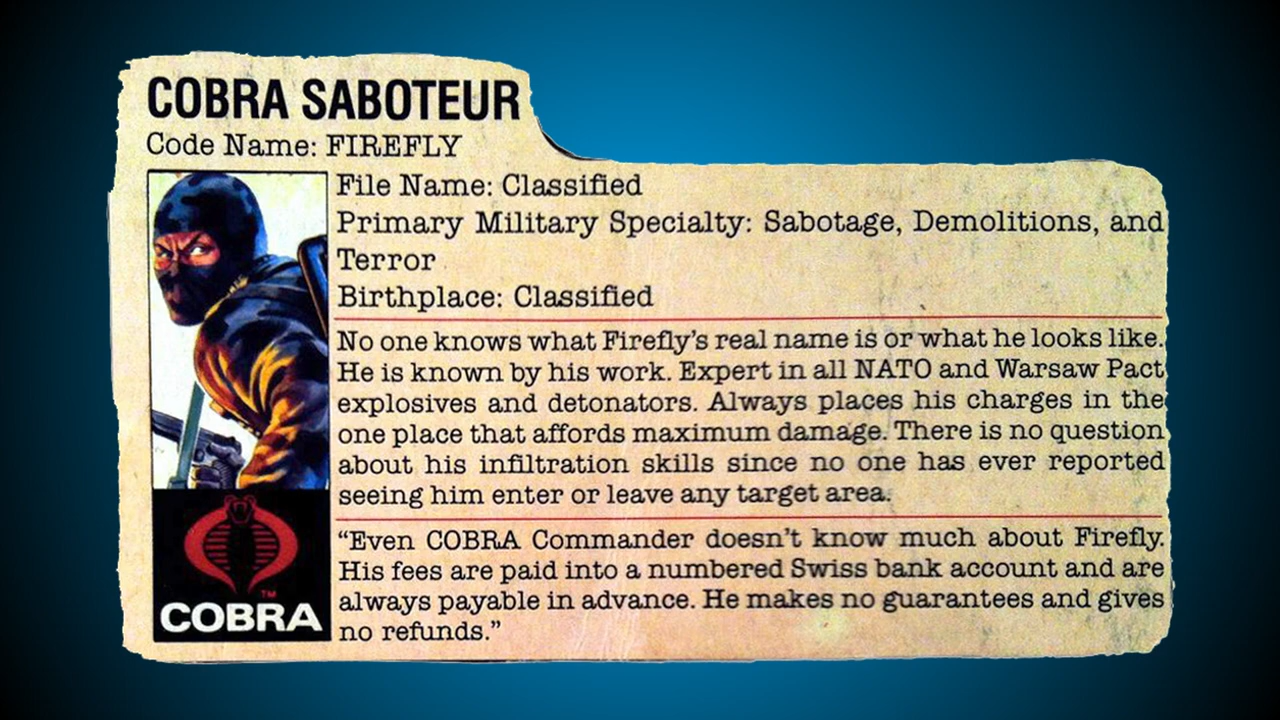 COBRA SABOTEUR
Code Name: FIREFLY
File Name: Classified
Primary Military Specialty: Sabotage, Demolitions, and
Terror
Birthplace: Classified
No one knows what Firefly's real name is or what he looks like.
He is known by his work. Expert in all NATO and Warsaw Pact
explosives and detonators. Always places his charges in the
one place that affords maximum damage. There is no question
about his infiltration skills since no one has ever reported
seeing him enter or leave any target area.
“Even COBRA Commander doesn't know much about Firefly.
His fees are paid into a numbered Swiss bank account and are
always payable in advance. He makes no guarantees and gives
no refunds.”
TM
COBRA